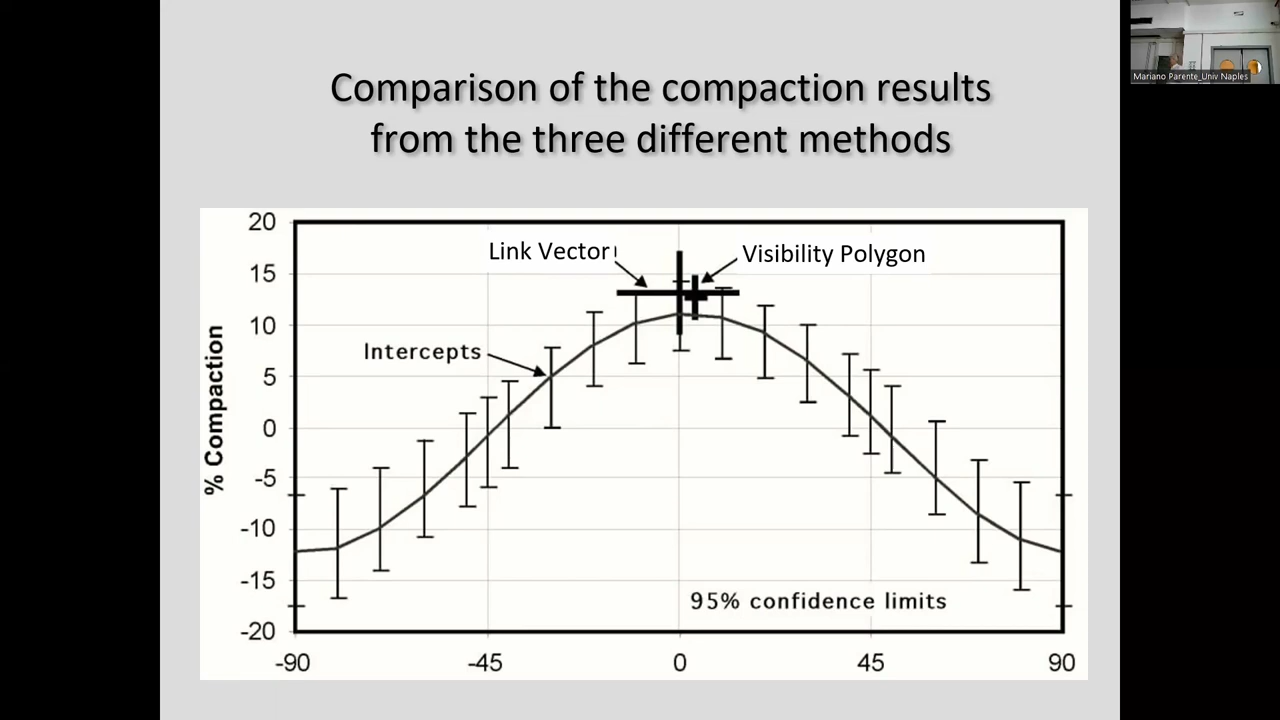 Mariano Parente_Univ Naples
Comparison of the compaction results
from the three different methods
20
15
10
5
0
-5
-10
-15
-20
% Compaction
Link Vector
Visibility Polygon
Intercepts
95% confidence limits
-90
-45
0
45
90